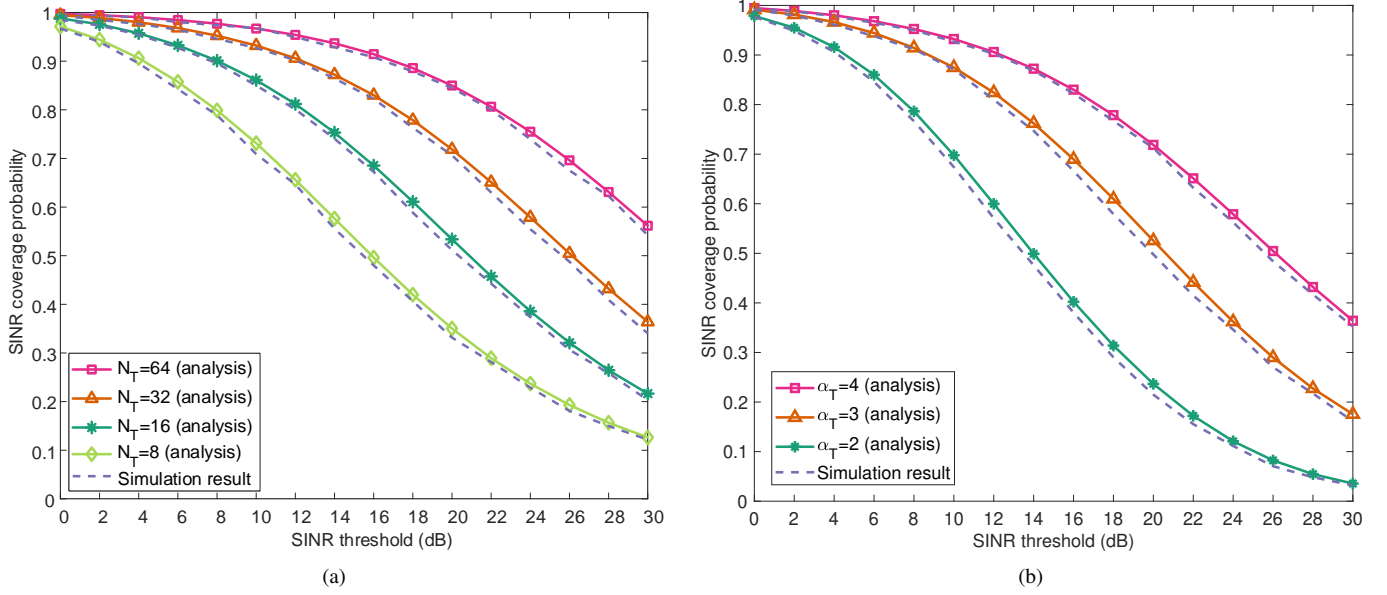 SINR coverage probability
1
0.9
0.8
0.7
0.6
0.5
0.4
0.3
0.2
0.1
0
N_T=64 (analysis)
N_T=32 (analysis)
N_T=16 (analysis)
N_T=8 (analysis)
Simulation result
0 2 4 6 8 10 12 14 16 18 20 22 24 26 28 30
SINR threshold (dB)
(a)
SINR coverage probability
1
0.9
0.8
0.7
0.6
0.5
0.4
0.3
0.2
0.1
0
α_T=4 (analysis)
α_T=3 (analysis)
α_T=2 (analysis)
Simulation result
0 2 4 6 8 10 12 14 16 18 20 22 24 26 28 30
SINR threshold (dB)
(b)